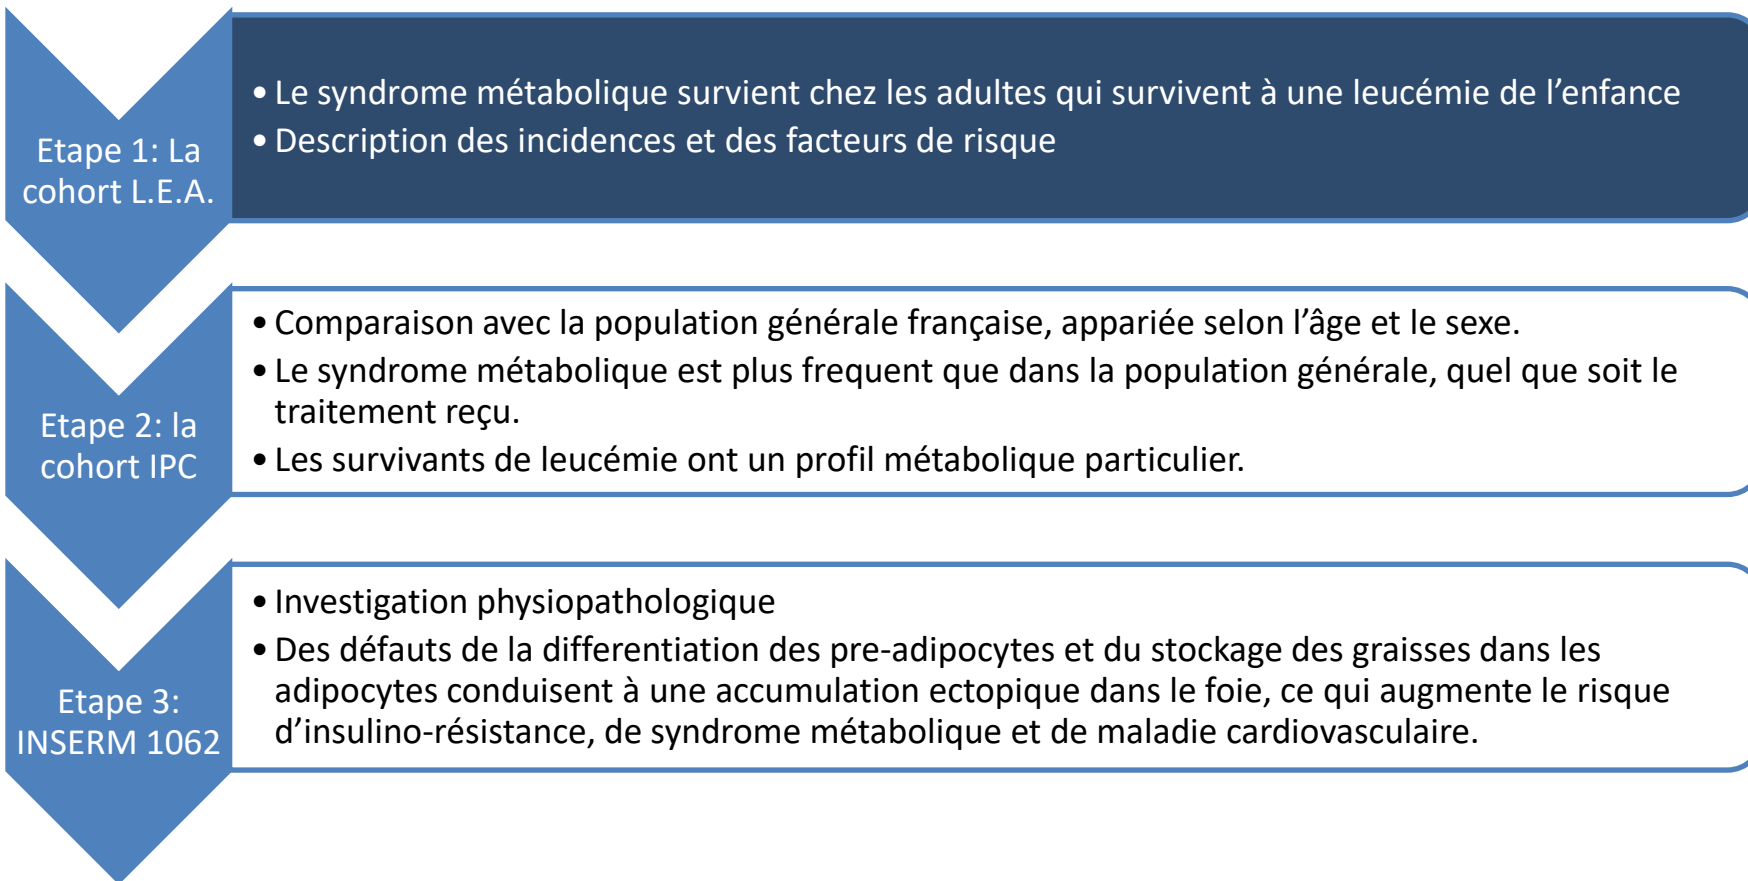 Etape 1: La
cohort L.E.A.
• Le syndrome métabolique survient chez les adultes qui survivent à une leucémie de l’enfance
• Description des incidences et des facteurs de risque
Etape 2: la
cohort IPC
• Comparaison avec la population générale française, appariée selon l’âge et le sexe.
• Le syndrome métabolique est plus frequent que dans la population générale, quel que soit le
traitement reçu.
• Les survivants de leucémie ont un profil métabolique particulier.
Etape 3:
INSERM 1062
• Investigation physiopathologique
• Des défauts de la differentiation des pre-adipocytes et du stockage des graisses dans les
adipocytes conduisent à une accumulation ectopique dans le foie, ce qui augmente le risque
d’insulino-résistance, de syndrome métabolique et de maladie cardiovasculaire.